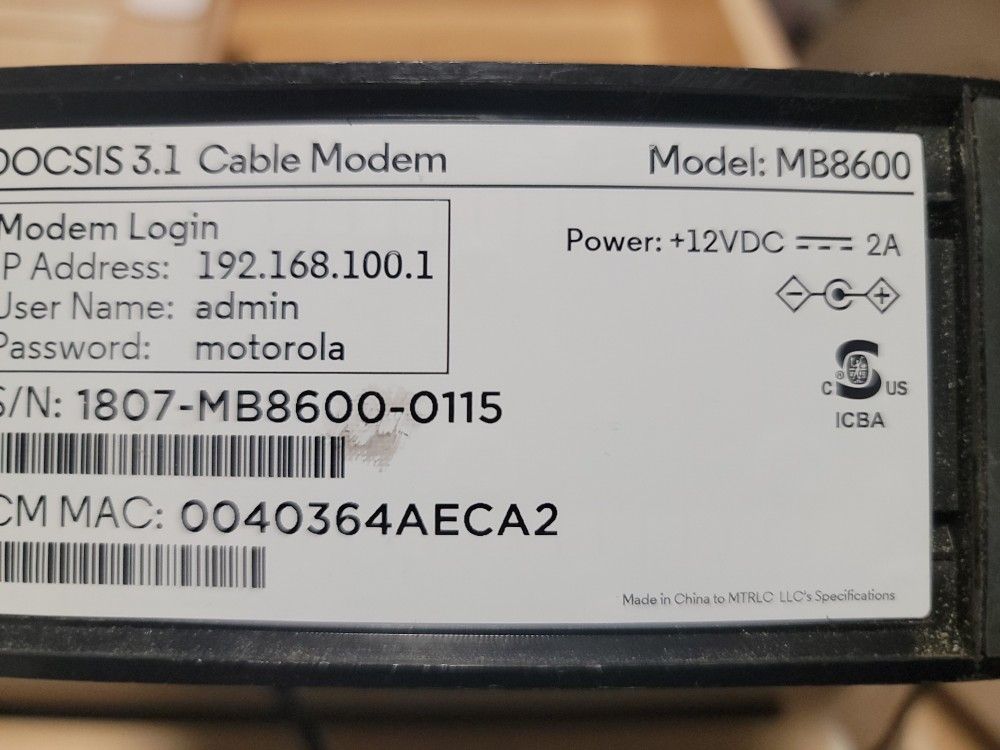 DOCSIS 3.1 Cable Modem Model: MB8600
Modem Login
IP Address: 192.168.100.1
User Name: admin
Password: motorola
Power: +12VDC 2A
C ® US
ICBA
S/N: 1807-MB8600-0115
CM MAC: 0040364AECA2
Made in China to MTRLC LLC's Specifications